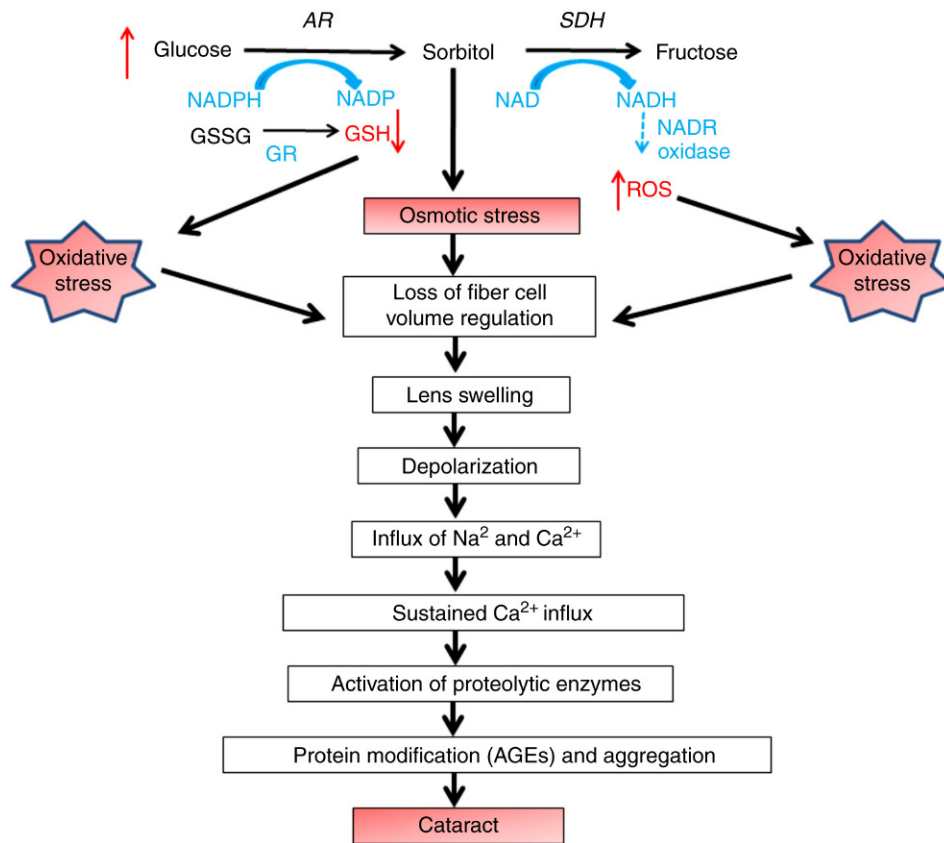 AR
SDH
Glucose
Sorbitol
Fructose
NADPH
NADP
NAD
NADH
GSSG
GSH
GR
NADR
oxidase
ROS
Osmotic stress
Oxidative
stress
Oxidative
stress
Loss of fiber cell
volume regulation
Lens swelling
Depolarization
Influx of Na² and Ca²⁺
Sustained Ca²⁺ influx
Activation of proteolytic enzymes
Protein modification (AGEs) and aggregation
Cataract